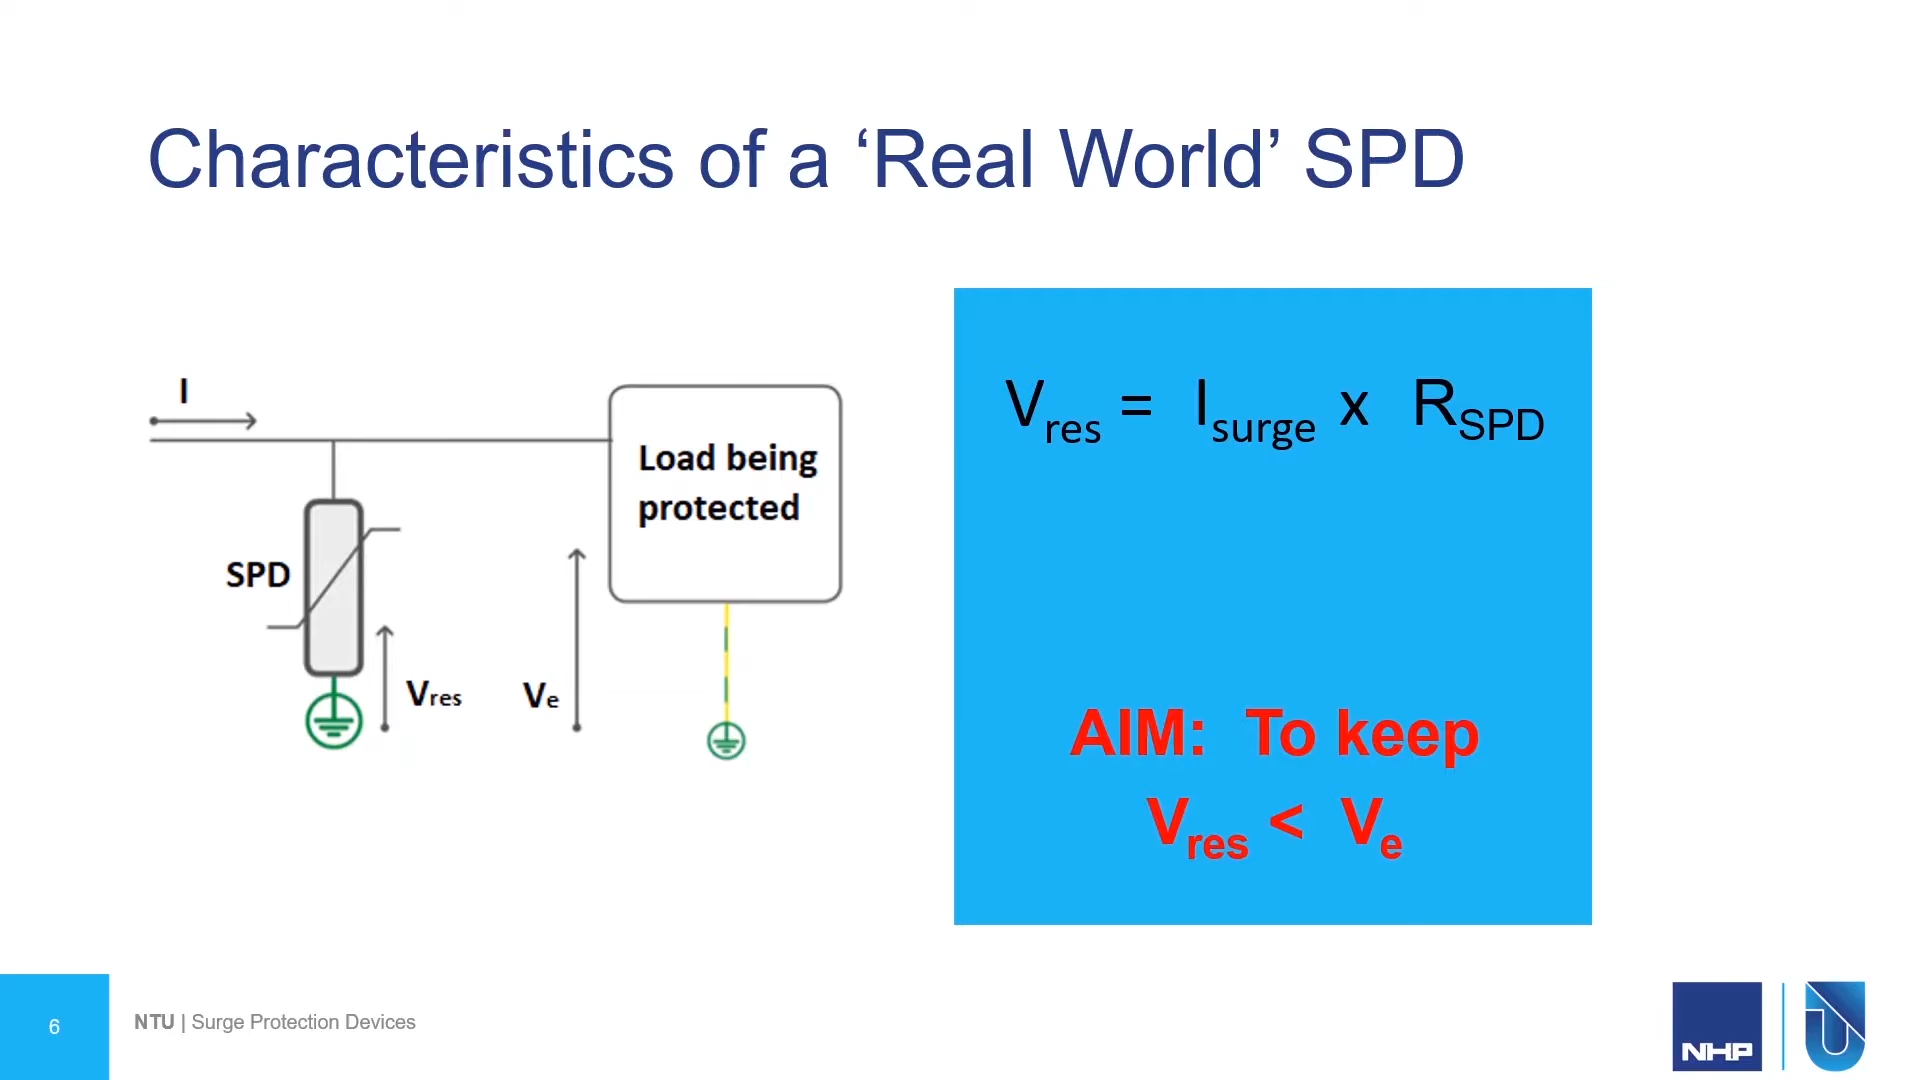 Characteristics of a ‘Real World’ SPD
I
Load being
protected
SPD
Vres
Ve
Vres = Isurge x RSPD
AIM: To keep
Vres < Ve
6
NTU | Surge Protection Devices
NHP